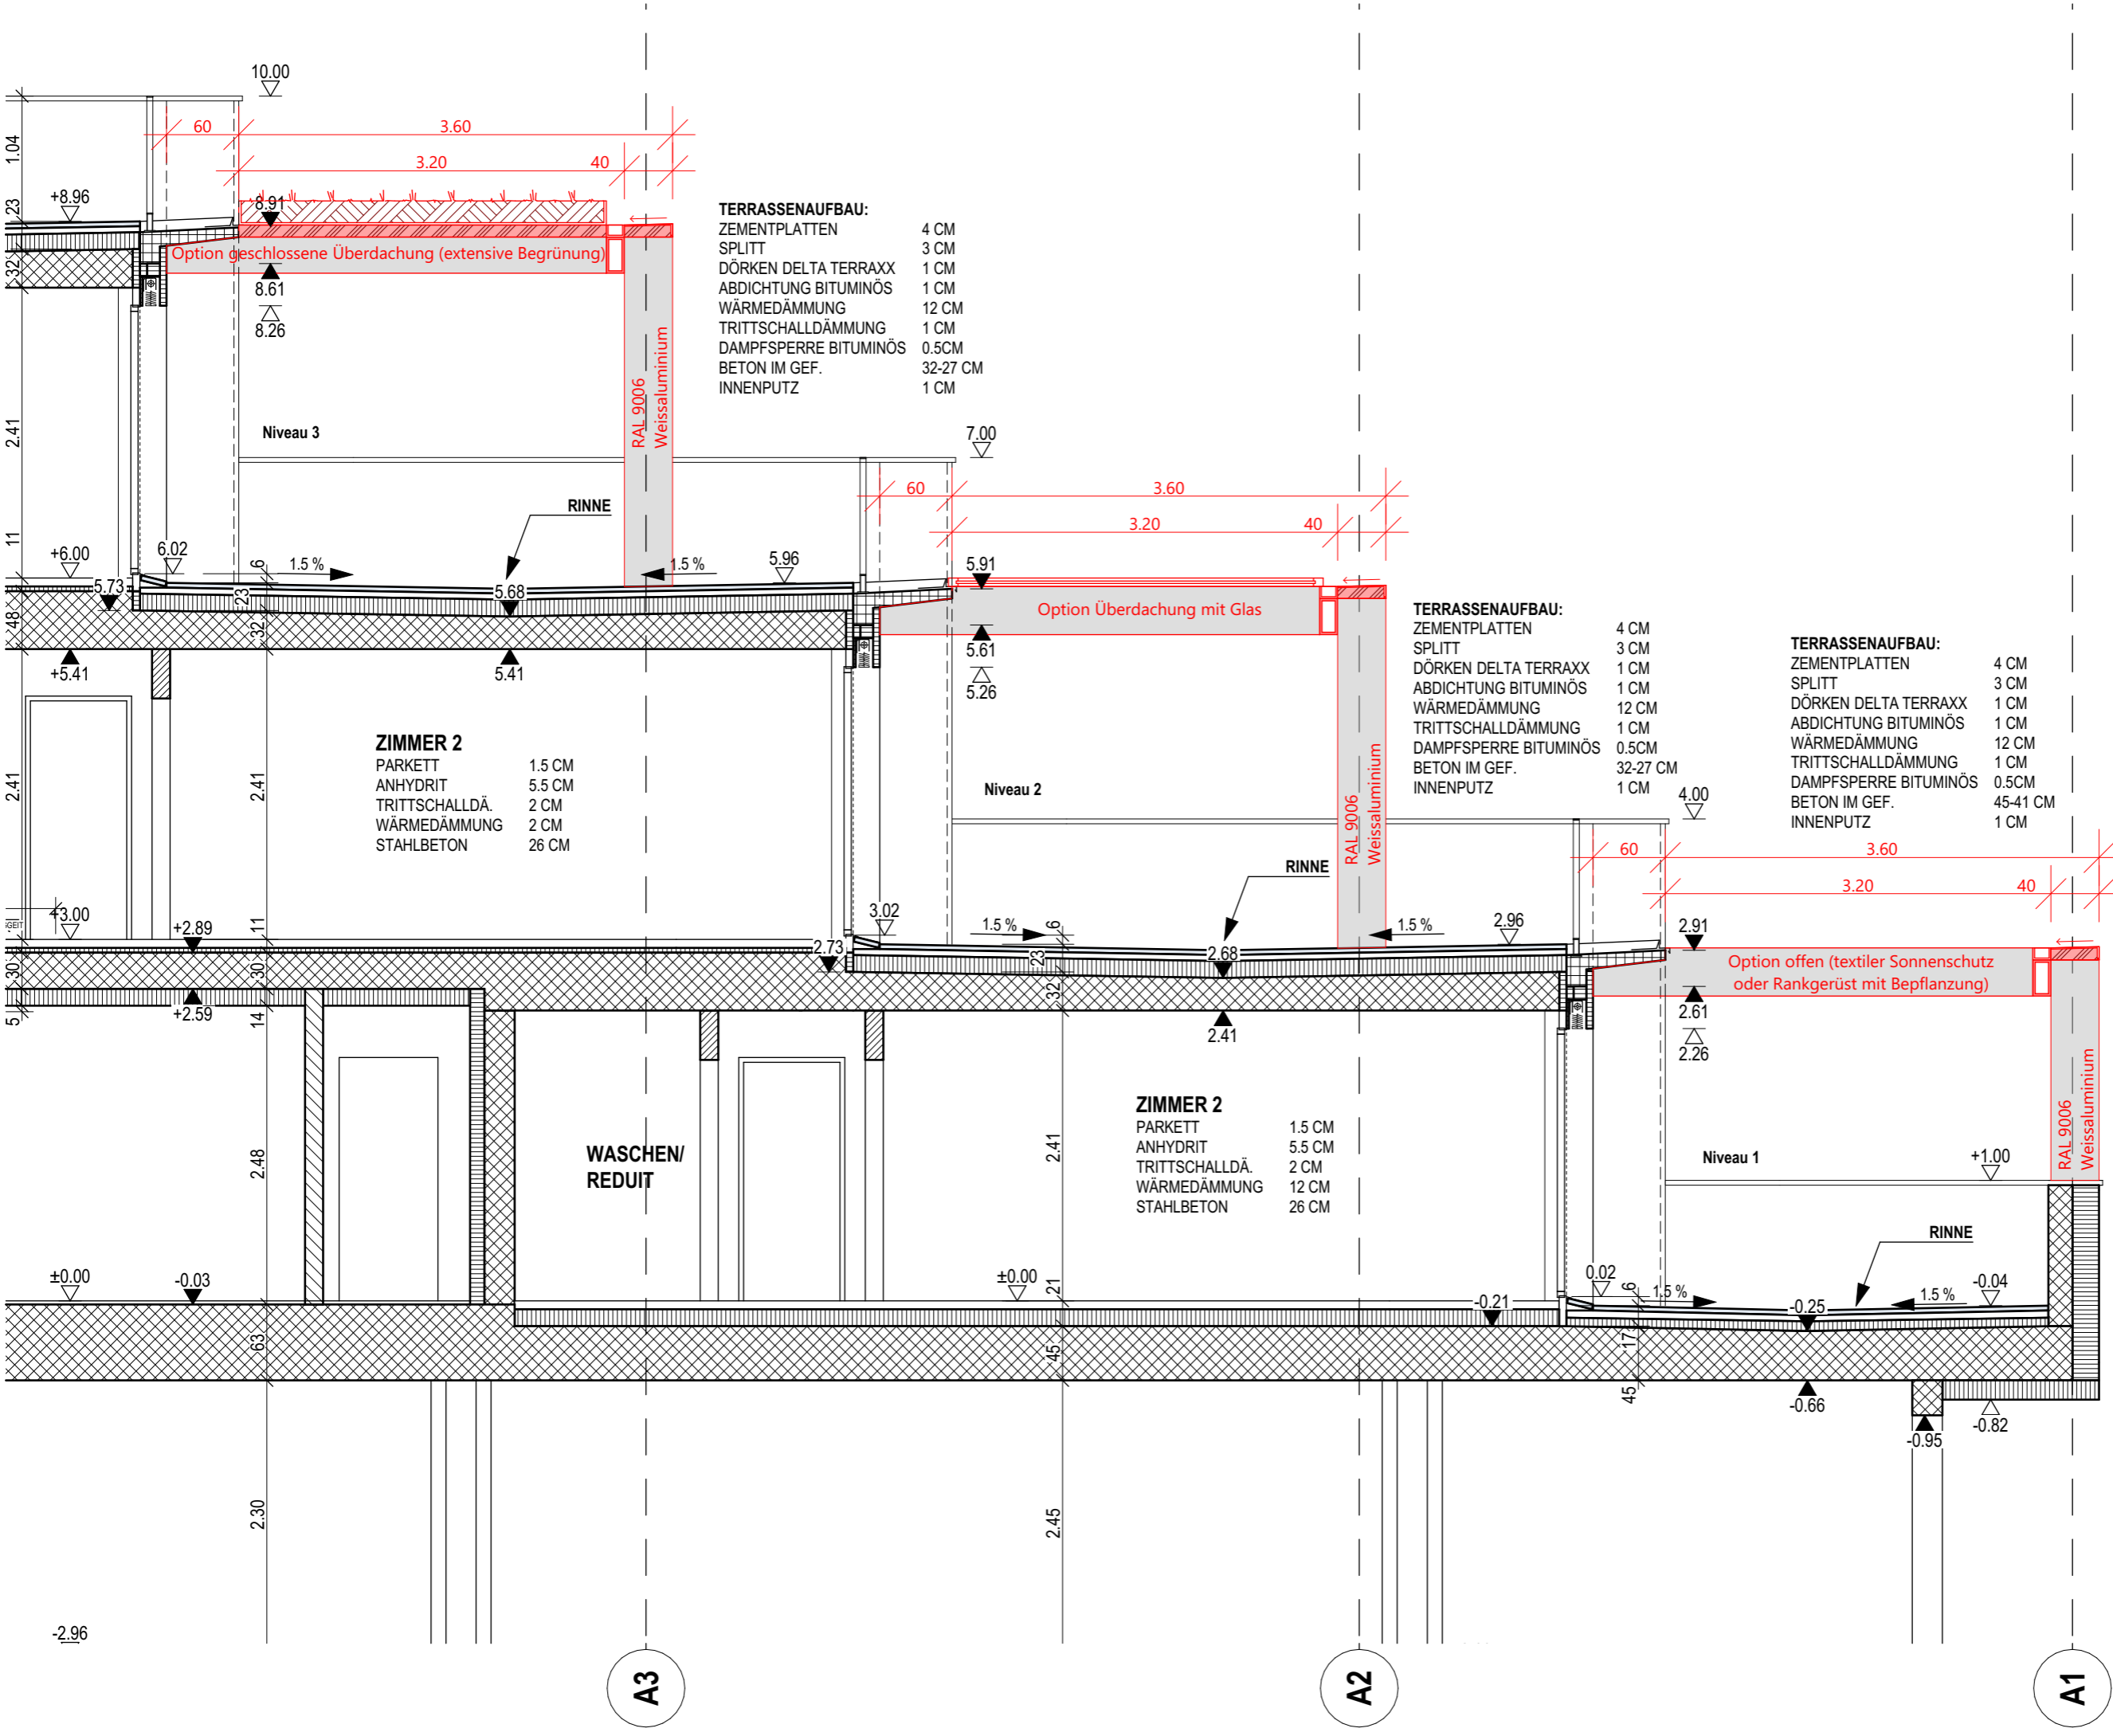 10.00
60
3.60
1.04
3.20
40
+8.96
23
8.91
Option geschlossene Überdachung (extensive Begrünung)
32
8.61
8.26
TERRASSENAUFBAU:
ZEMENTPLATTEN 4 CM
SPLITT 3 CM
DÖRKEN DELTA TERRAXX 1 CM
ABDICHTUNG BITUMINÖS 1 CM
WÄRMEDÄMMUNG 12 CM
TRITTSCHALLDÄMMUNG 1 CM
DAMPFSPERRE BITUMINÖS 0.5CM
BETON IM GEF. 32-27 CM
INNENPUTZ 1 CM
RAL 9006
Weissaluminium
2.41
Niveau 3
7.00
RINNE
60
3.60
3.20
40
11
+6.00
6.02
6
1.5 %
1.5 %
5.96
5.73
23
5.68
48
32
+5.41
5.41
5.91
Option Überdachung mit Glas
5.61
5.26
TERRASSENAUFBAU:
ZEMENTPLATTEN 4 CM
SPLITT 3 CM
DÖRKEN DELTA TERRAXX 1 CM
ABDICHTUNG BITUMINÖS 1 CM
WÄRMEDÄMMUNG 12 CM
TRITTSCHALLDÄMMUNG 1 CM
DAMPFSPERRE BITUMINÖS 0.5CM
BETON IM GEF. 32-27 CM
INNENPUTZ 1 CM
TERRASSENAUFBAU:
ZEMENTPLATTEN 4 CM
SPLITT 3 CM
DÖRKEN DELTA TERRAXX 1 CM
ABDICHTUNG BITUMINÖS 1 CM
WÄRMEDÄMMUNG 12 CM
TRITTSCHALLDÄMMUNG 1 CM
DAMPFSPERRE BITUMINÖS 0.5CM
BETON IM GEF. 45-41 CM
INNENPUTZ 1 CM
ZIMMER 2
PARKETT 1.5 CM
ANHYDRIT 5.5 CM
TRITTSCHALLDÄ. 2 CM
WÄRMEDÄMMUNG 2 CM
STAHLBETON 26 CM
2.41
2.41
Niveau 2
RAL 9006
Weissaluminium
4.00
60
3.60
3.20
40
RINNE
+3.00
+2.89
11
2.73
3.02
1.5 %
6
1.5 %
2.96
23
2.68
32
2.41
30
30
+2.59
5
14
2.91
Option offen (textiler Sonnenschutz
oder Rankgerüst mit Bepflanzung)
2.61
2.26
RAL 9006
Weissaluminium
2.48
WASCHEN/
REDUIT
ZIMMER 2
PARKETT 1.5 CM
ANHYDRIT 5.5 CM
TRITTSCHALLDÄ. 2 CM
WÄRMEDÄMMUNG 12 CM
STAHLBETON 26 CM
2.41
Niveau 1
+1.00
RINNE
±0.00
-0.03
±0.00
21
-0.21
0.02
6
1.5 %
-0.25
1.5 %
-0.04
63
45
17
45
-0.66
-0.95
-0.82
2.30
2.45
-2.96
A3
A2
A1